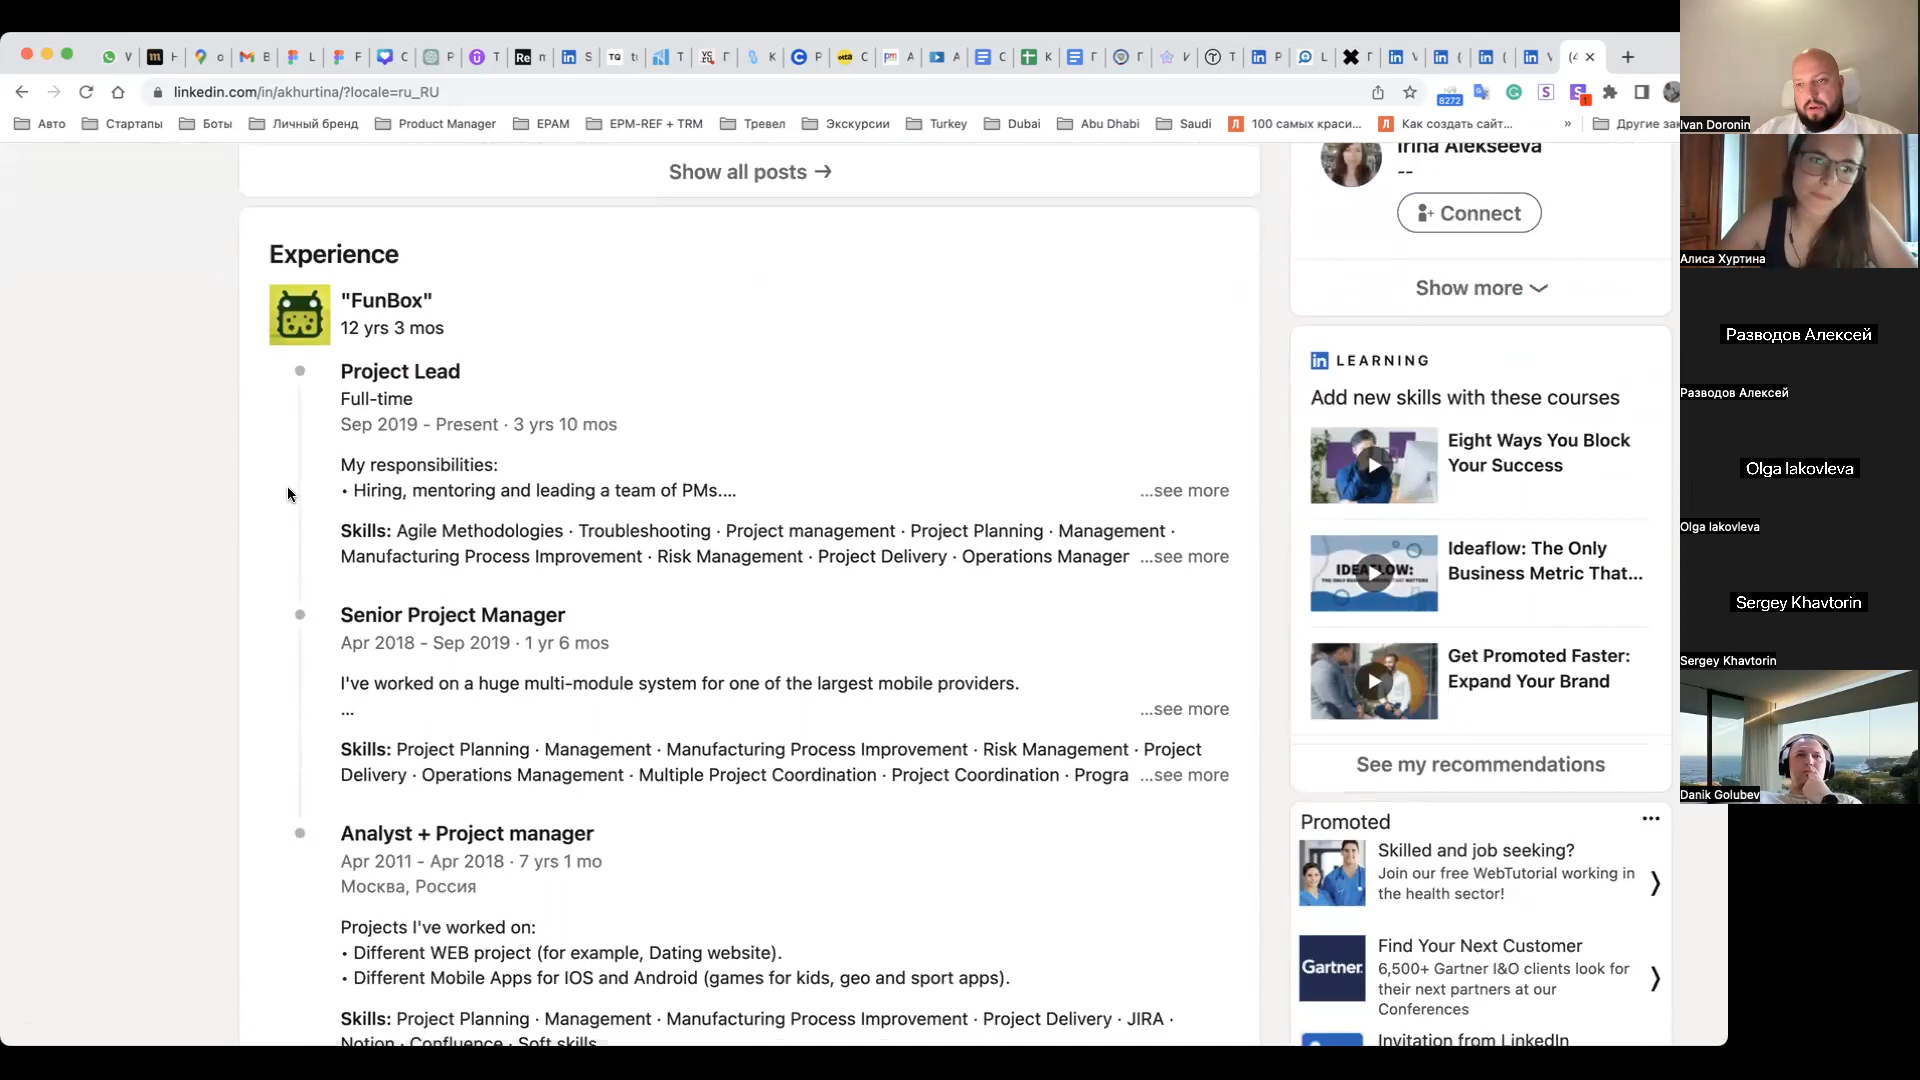 linkedin.com/in/akhurtina/?locale=ru_RU
8272
1
Авто
Стартапы
Боты
Личный бренд
Product Manager
EPAM
EPM-REF + TRM
Тревел
Экскурсии
Turkey
Dubai
Abu Dhabi
Saudi
100 самых краси...
Как создать сайт...
»
Show all posts →
Experience
"FunBox"
12 yrs 3 mos
Project Lead
Full-time
Sep 2019 - Present · 3 yrs 10 mos
My responsibilities:
• Hiring, mentoring and leading a team of PMs....
...see more
Skills: Agile Methodologies · Troubleshooting · Project management · Project Planning · Management ·
Manufacturing Process Improvement · Risk Management · Project Delivery · Operations Manager
...see more
Senior Project Manager
Apr 2018 - Sep 2019 · 1 yr 6 mos
I've worked on a huge multi-module system for one of the largest mobile providers.
...
...see more
Skills: Project Planning · Management · Manufacturing Process Improvement · Risk Management · Project
Delivery · Operations Management · Multiple Project Coordination · Project Coordination · Progra
...see more
Analyst + Project manager
Apr 2011 - Apr 2018 · 7 yrs 1 mo
Москва, Россия
Projects I've worked on:
• Different WEB project (for example, Dating website).
• Different Mobile Apps for IOS and Android (games for kids, geo and sport apps).
Skills: Project Planning · Management · Manufacturing Process Improvement · Project Delivery · JIRA ·
Notion · Confluence · Soft skills
Irina Alekseeva
--
Connect
Show more
in LEARNING
Add new skills with these courses
Eight Ways You Block
Your Success
IDEAFLOW:
Ideaflow: The Only
Business Metric That...
Get Promoted Faster:
Expand Your Brand
See my recommendations
Promoted
Skilled and job seeking?
Join our free WebTutorial working in
the health sector!
Gartner.
Find Your Next Customer
6,500+ Gartner I&O clients look for
their next partners at our
Conferences
Invitation from LinkedIn
Ivan Doronin
Алиса Хуртина
Разводов Алексей
Разводов Алексей
Olga Iakovleva
Olga Iakovleva
Sergey Khavtorin
Sergey Khavtorin
Danik Golubev